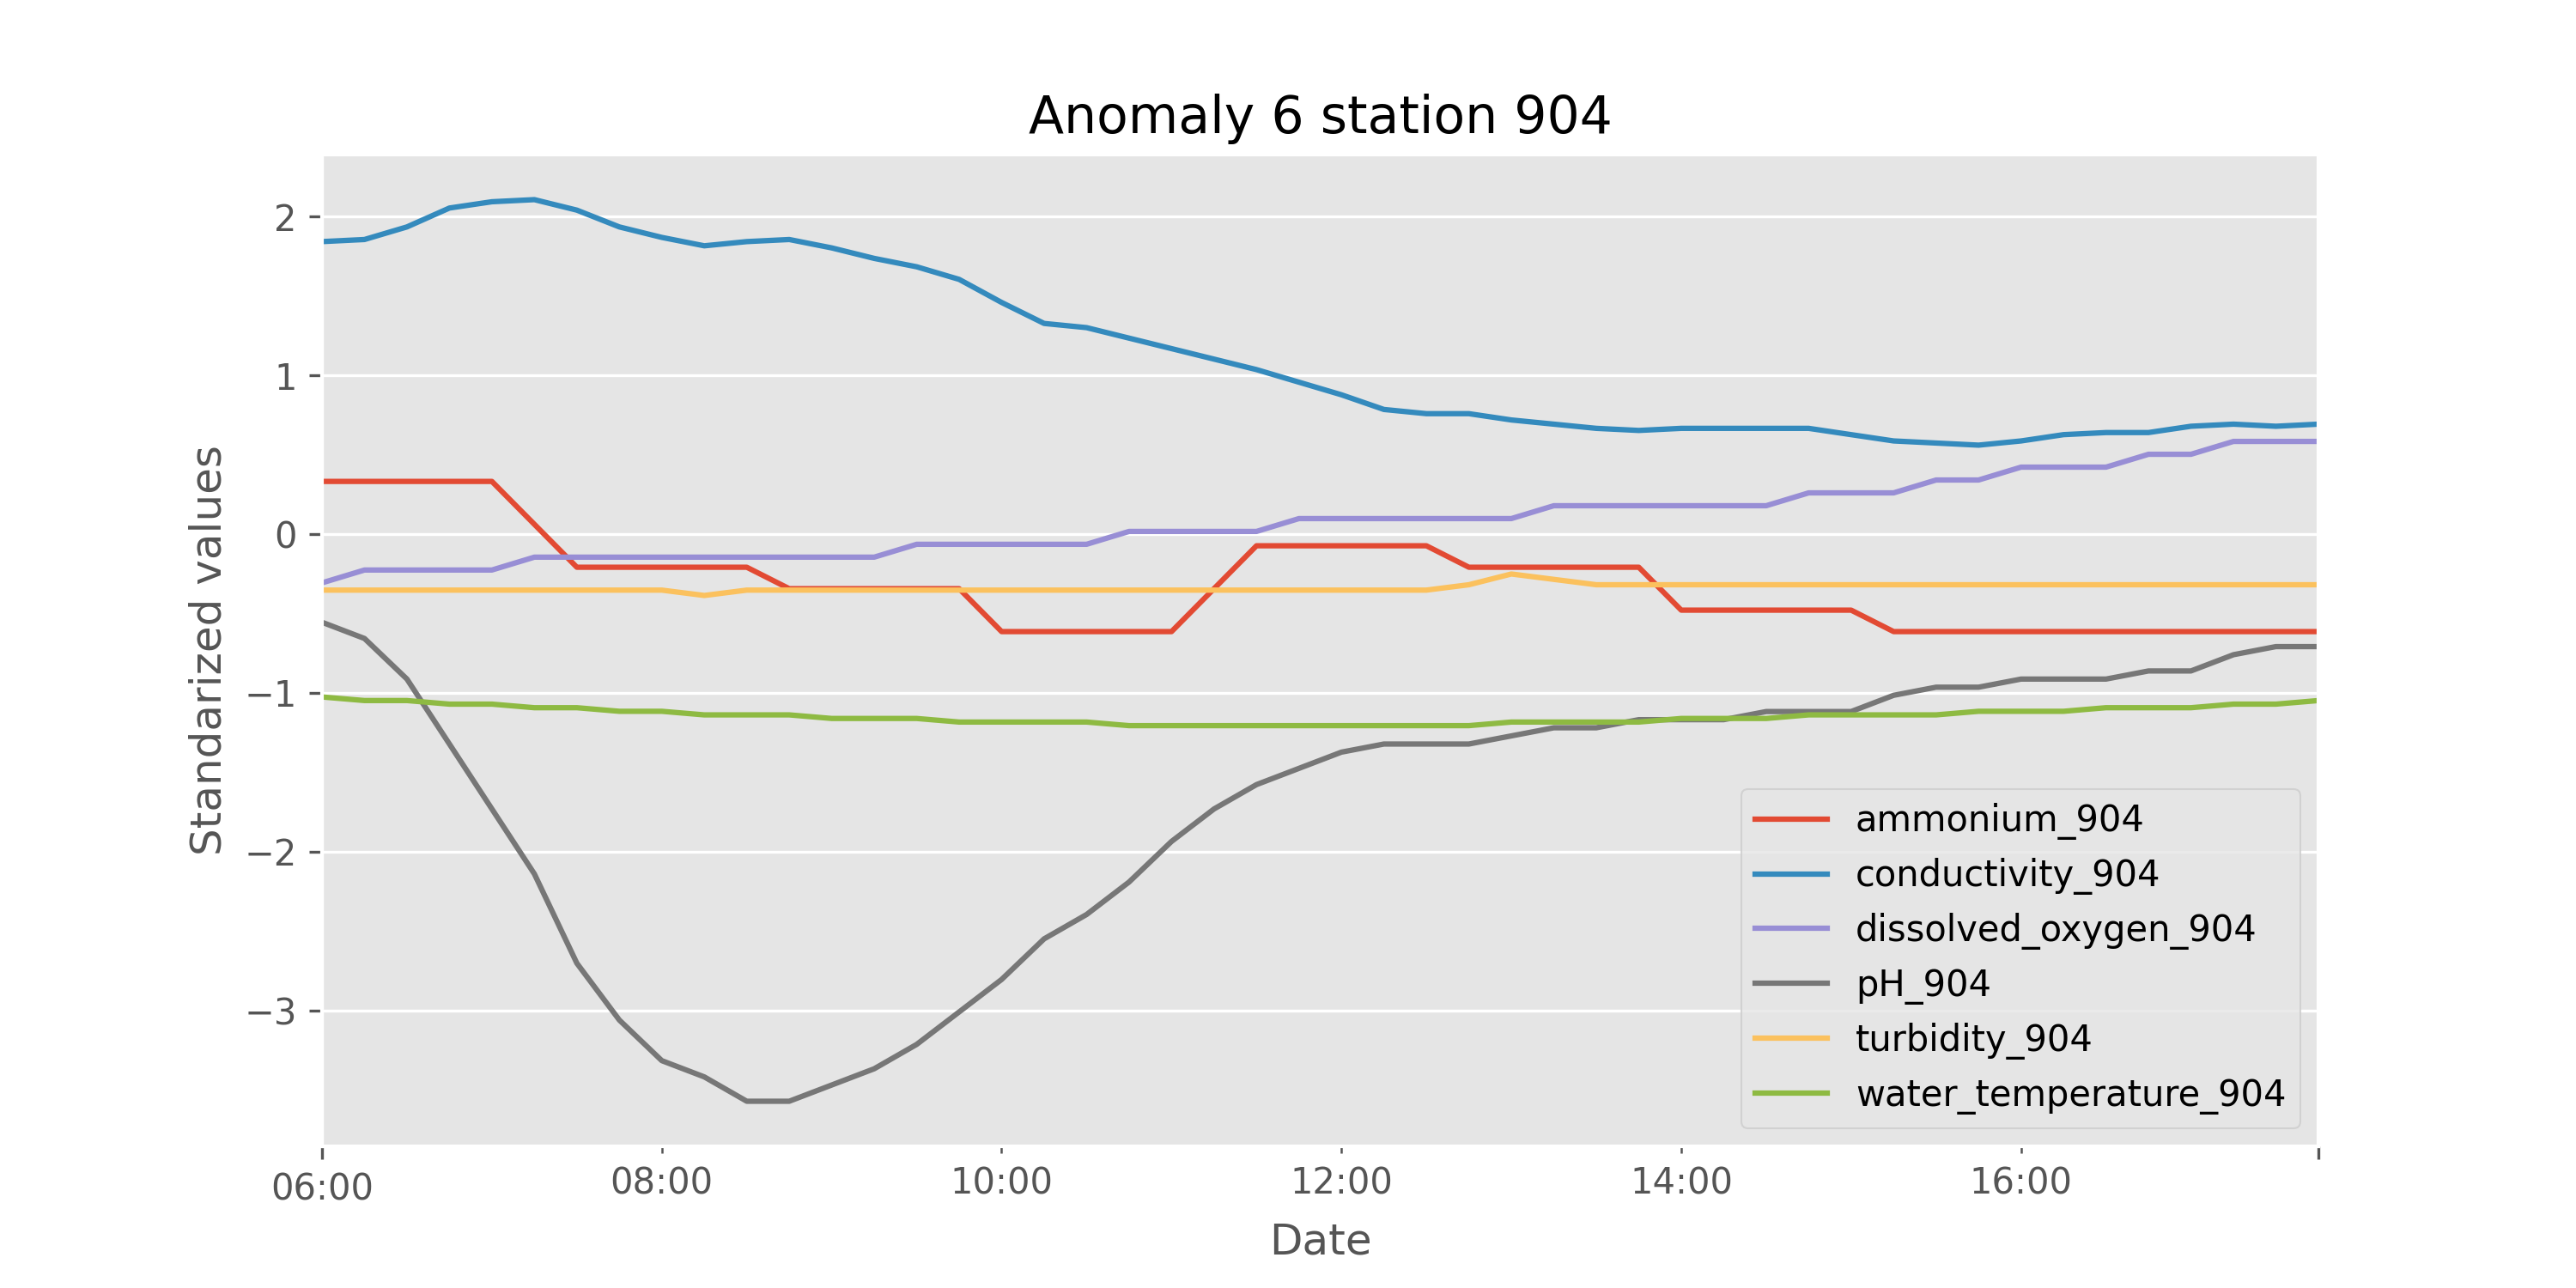 Anomaly 6 station 904
Standarized values
2
1
0
−1
−2
−3
ammonium_904
conductivity_904
dissolved_oxygen_904
pH_904
turbidity_904
water_temperature_904
06:00
08:00
10:00
12:00
14:00
16:00
Date